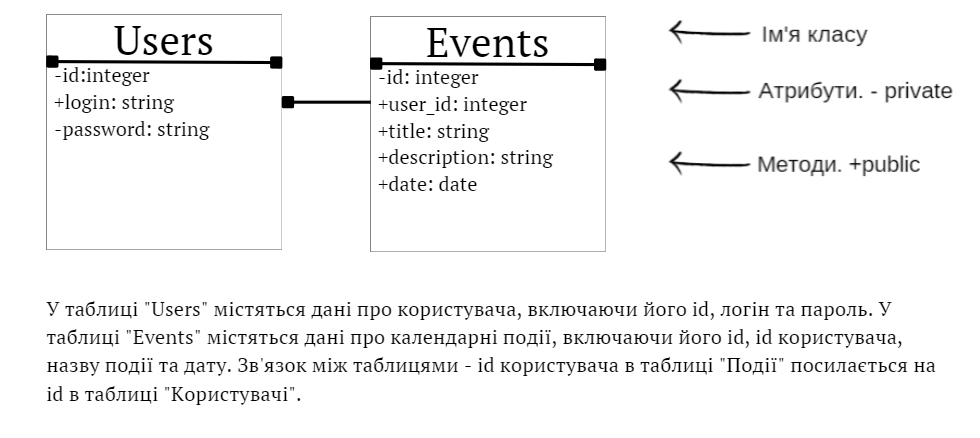 Users
-id:integer
+login: string
-password: string
Events
-id: integer
+user_id: integer
+title: string
+description: string
+date: date
Ім'я класу
Атрибути. - private
Методи. +public
У таблиці "Users" містяться дані про користувача, включаючи його id, логін та пароль. У
таблиці "Events" містяться дані про календарні події, включаючи його id, id користувача,
назву події та дату. Зв'язок між таблицями - id користувача в таблиці "Події" посилається на
id в таблиці "Користувачі".